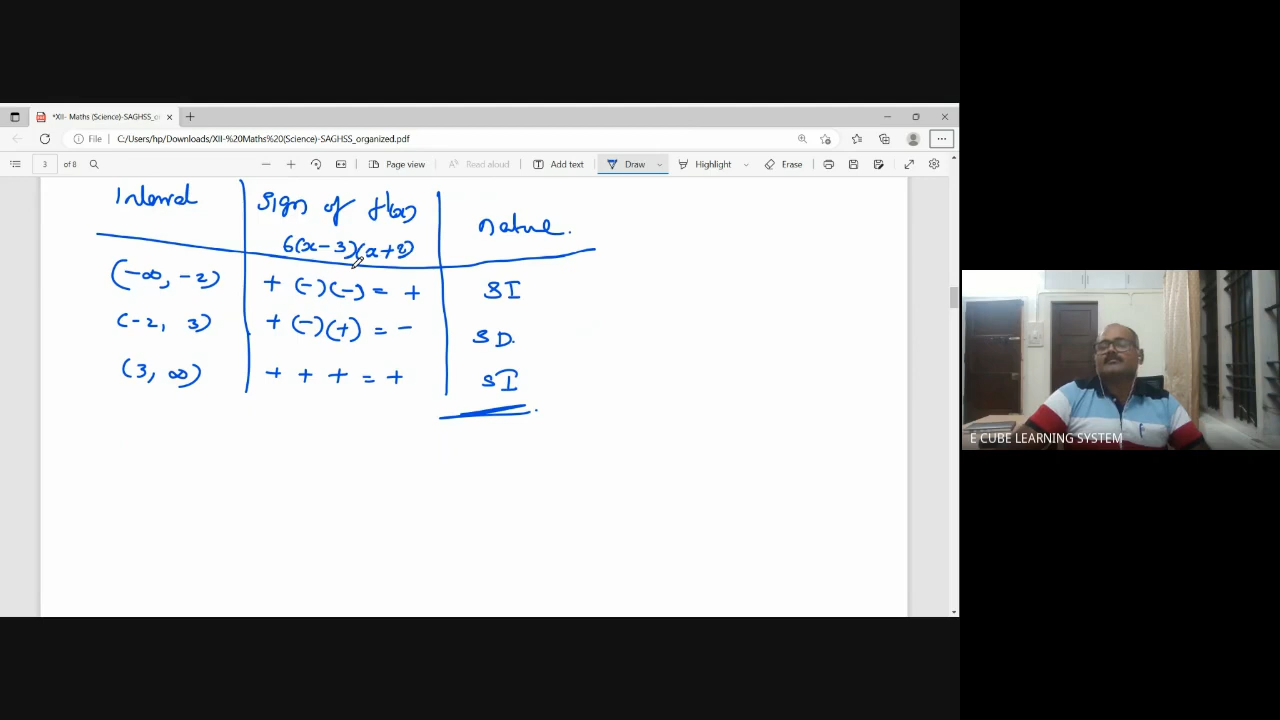 *XII- Maths (Science)-SAGHSS_or
File C:/Users/hp/Downloads/XII-%20Maths%20(Science)-SAGHSS_organized.pdf
3 of 8 Page view Read aloud Add text Draw Highlight Erase
Interval Sign of f'(x) nature.
6(x-3)(x+2)
(-∞, -2) + (-)(-) = + SI
(-2, 3) + (-)(+) = - SD.
(3, ∞) + + + = + SI
E CUBE LEARNING SYSTEM